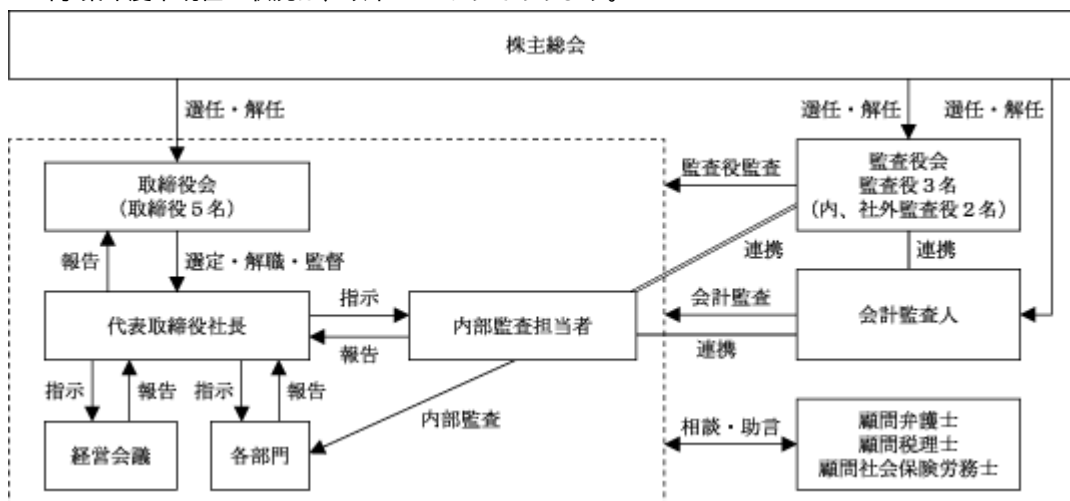 株主総会
選任・解任
選任・解任
選任・解任
取締役会
（取締役５名）
監査役監査
監査役会
監査役３名
（内、社外監査役２名）
報告
選定・解職・監督
連携
連携
代表取締役社長
指示
報告
内部監査担当者
会計監査
連携
会計監査人
指示
報告
指示
報告
内部監査
経営会議
各部門
相談・助言
顧問弁護士
顧問税理士
顧問社会保険労務士